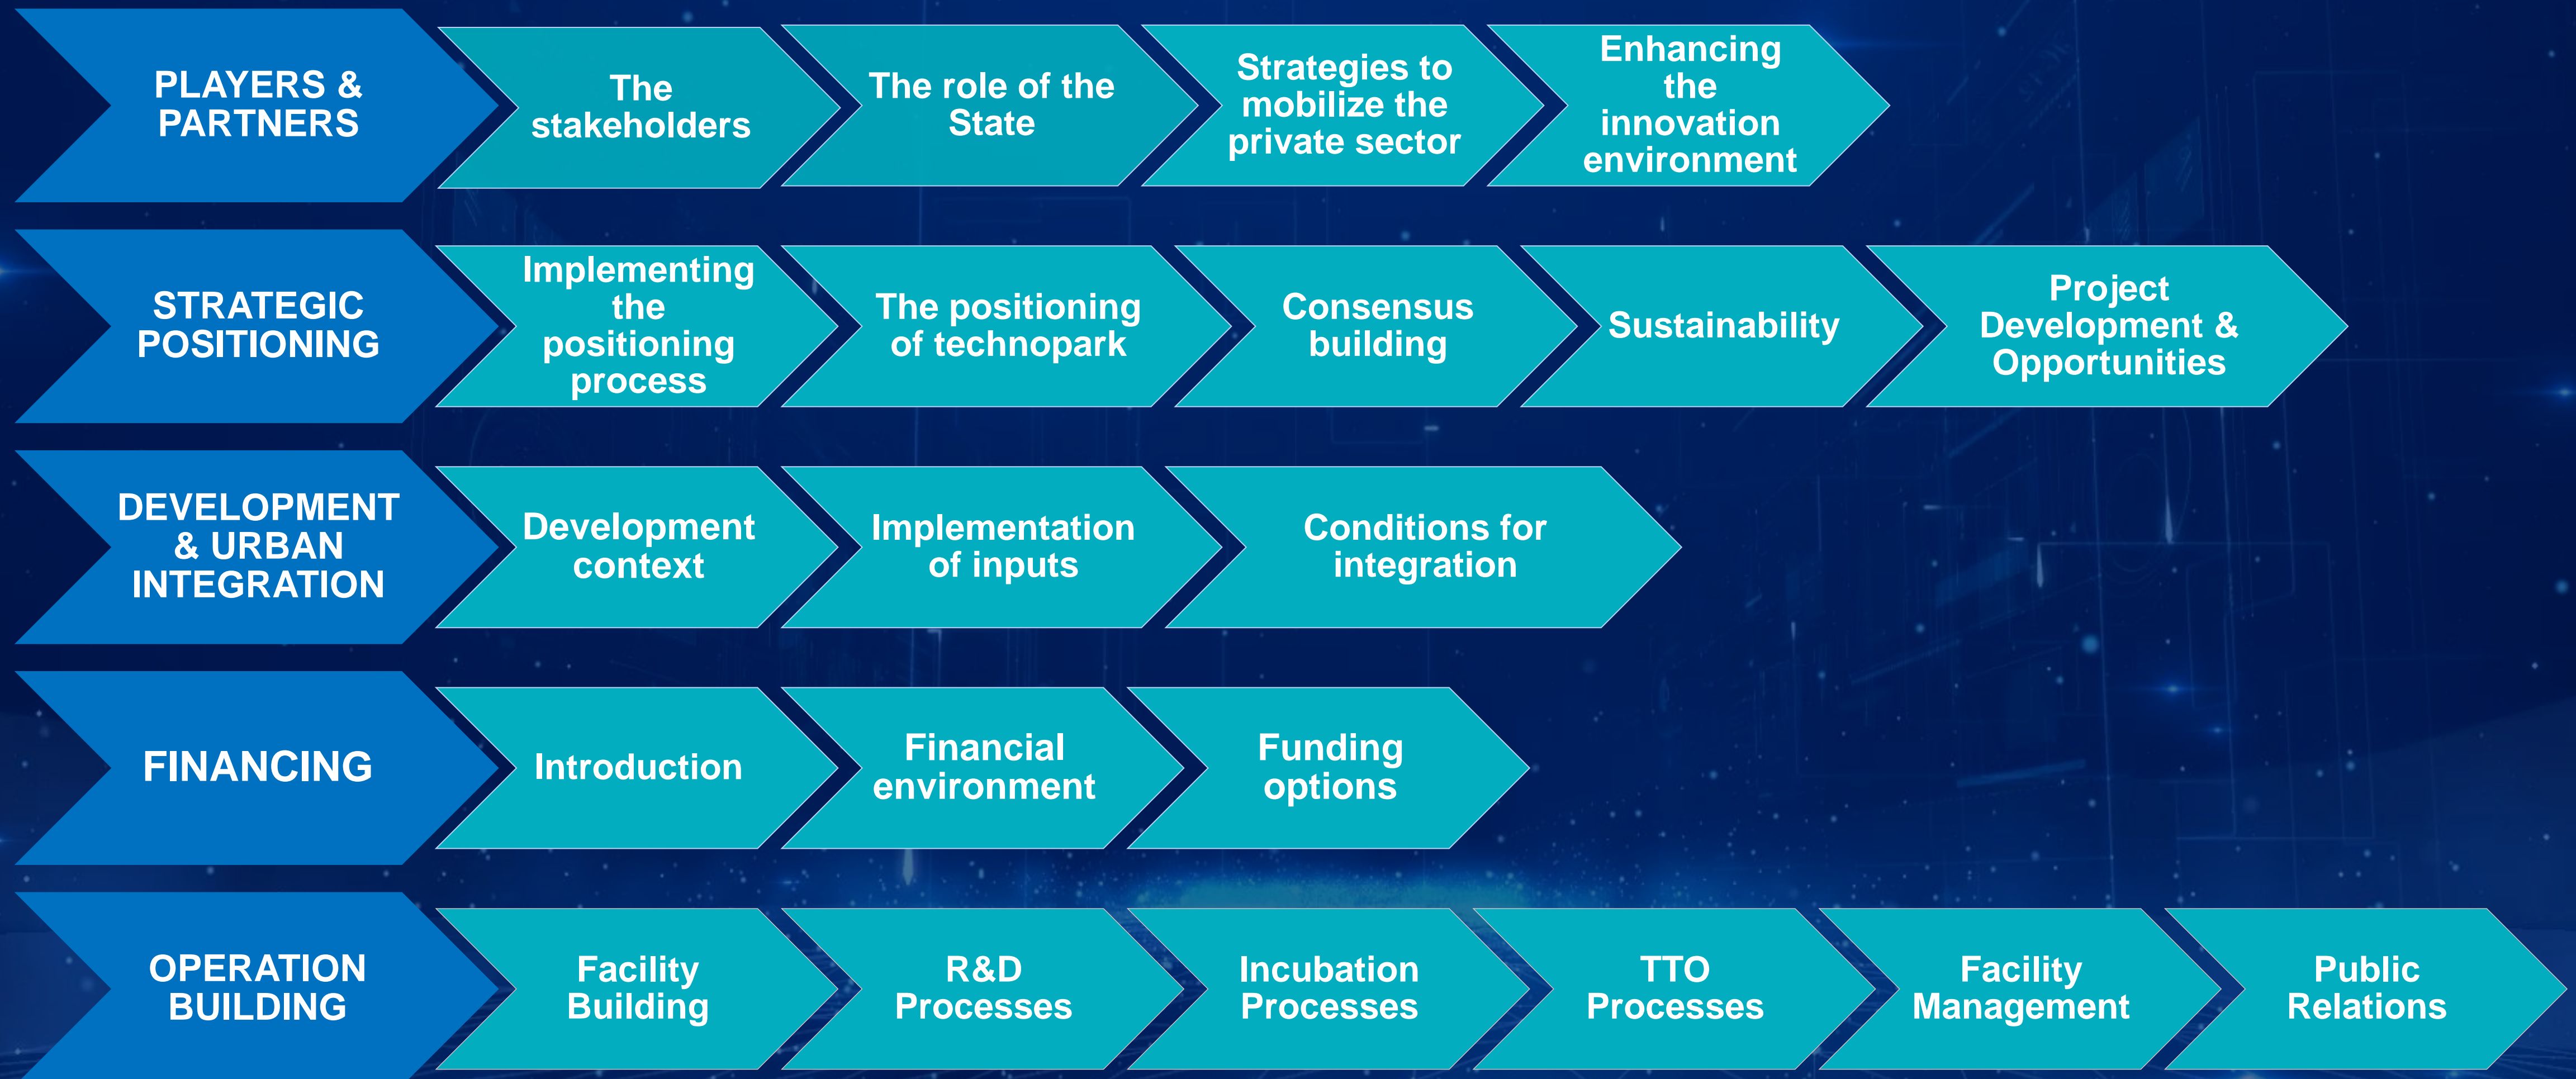 PLAYERS &
PARTNERS
The
stakeholders
The role of the
State
Strategies to
mobilize the
private sector
Enhancing
the
innovation
environment
STRATEGIC
POSITIONING
Implementing
the
positioning
process
The positioning
of technopark
Consensus
building
Sustainability
Project
Development &
Opportunities
DEVELOPMENT
& URBAN
INTEGRATION
Development
context
Implementation
of inputs
Conditions for
integration
FINANCING
Introduction
Financial
environment
Funding
options
OPERATION
BUILDING
Facility
Building
R&D
Processes
Incubation
Processes
TTO
Processes
Facility
Management
Public
Relations